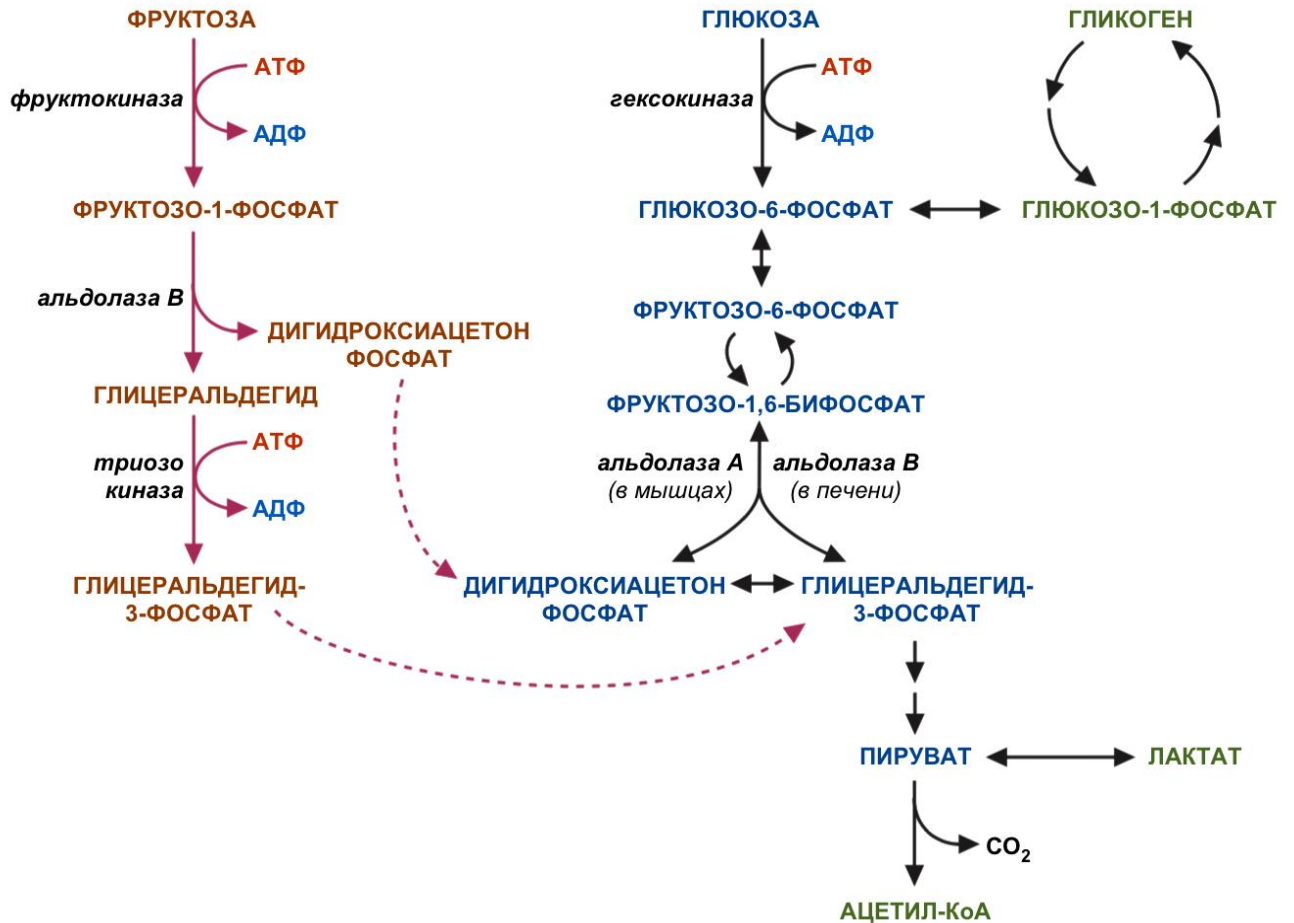 ФРУКТОЗА
ГЛЮКОЗА
ГЛИКОГЕН
АТФ
фруктокиназа
АДФ
АТФ
гексокиназа
АДФ
ФРУКТОЗО-1-ФОСФАТ
ГЛЮКОЗО-6-ФОСФАТ
ГЛЮКОЗО-1-ФОСФАТ
альдолаза В
ДИГИДРОКСИАЦЕТОН
ФОСФАТ
ФРУКТОЗО-6-ФОСФАТ
ГЛИЦЕРАЛЬДЕГИД
ФРУКТОЗО-1,6-БИФОСФАТ
АТФ
триозо
киназа
АДФ
альдолаза А
(в мышцах)
альдолаза В
(в печени)
ГЛИЦЕРАЛЬДЕГИД-
3-ФОСФАТ
ДИГИДРОКСИАЦЕТОН
ФОСФАТ
ГЛИЦЕРАЛЬДЕГИД-
3-ФОСФАТ
ПИРУВАТ
ЛАКТАТ
CO₂
АЦЕТИЛ-КоА